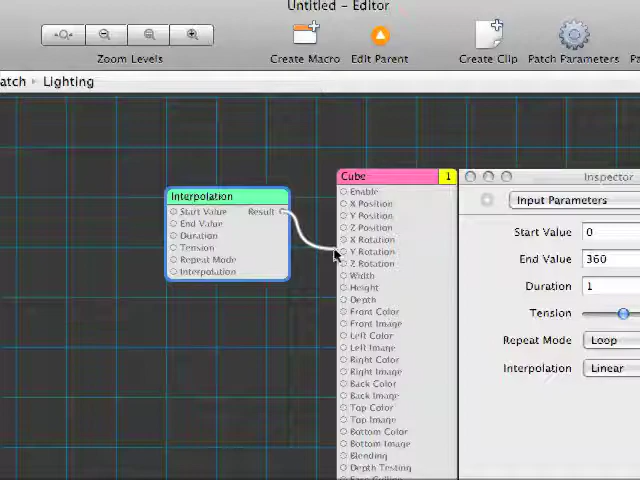 Untitled - Editor
Zoom Levels
Create Macro
Edit Parent
Create Clip
Patch Parameters
Pa
atch
Lighting
Interpolation
Start Value
Result
End Value
Duration
Tension
Repeat Mode
Interpolation
Cube
1
Enable
X Position
Y Position
Z Position
X Rotation
Y Rotation
Z Rotation
Width
Height
Depth
Front Color
Front Image
Left Color
Left Image
Right Color
Right Image
Back Color
Back Image
Top Color
Top Image
Bottom Color
Bottom Image
Blending
Depth Testing
Inspector
Input Parameters
Start Value
0
End Value
360
Duration
1
Tension
Repeat Mode
Loop
Interpolation
Linear